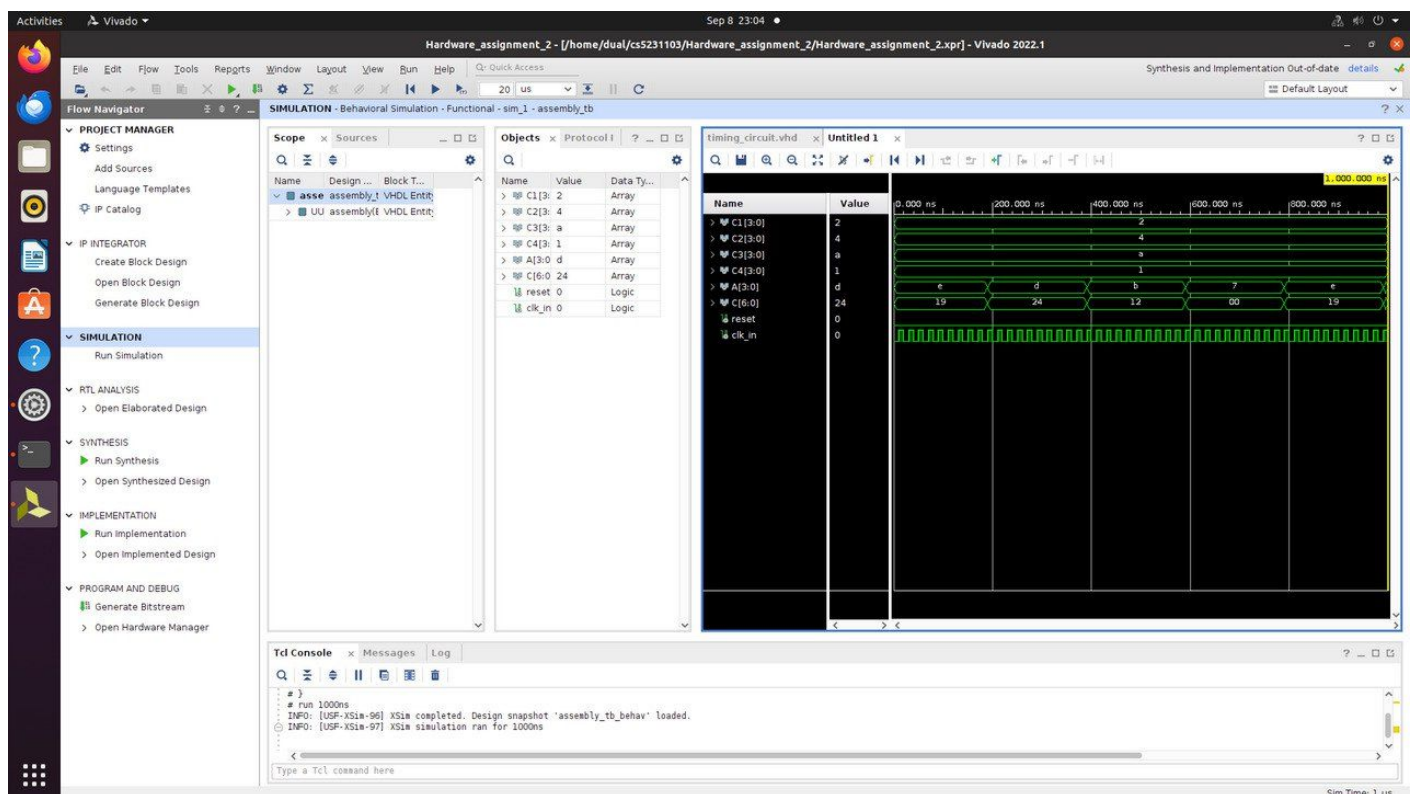 Activities Vivado Sep 8 23:04
Hardware_assignment_2 - [/home/dual/cs5231103/Hardware_assignment_2/Hardware_assignment_2.xpr] - Vivado 2022.1
File Edit Flow Tools Reports Window Layout View Run Help Quick Access Synthesis and Implementation Out-of-date details
20 us Default Layout
Flow Navigator
SIMULATION - Behavioral Simulation - Functional - sim_1 - assembly_tb
PROJECT MANAGER
Settings
Add Sources
Language Templates
IP Catalog
IP INTEGRATOR
Create Block Design
Open Block Design
Generate Block Design
SIMULATION
Run Simulation
RTL ANALYSIS
Open Elaborated Design
SYNTHESIS
Run Synthesis
Open Synthesized Design
IMPLEMENTATION
Run Implementation
Open Implemented Design
PROGRAM AND DEBUG
Generate Bitstream
Open Hardware Manager
Scope Sources
Name Design ... Block T...
asse assembly_t VHDL Entity
UU assembly(E VHDL Entity
Objects Protocol I
Name Value Data Ty...
C1[3: 2 Array
C2[3: 4 Array
C3[3: a Array
C4[3: 1 Array
A[3:0 d Array
C[6:0 24 Array
reset 0 Logic
clk_in 0 Logic
timing_circuit.vhd Untitled 1
1,000.000 ns
Name Value 0.000 ns 200.000 ns 400.000 ns 600.000 ns 800.000 ns
C1[3:0] 2 2
C2[3:0] 4 4
C3[3:0] a a
C4[3:0] 1 1
A[3:0] d e d b 7 e
C[6:0] 24 19 24 12 00 19
reset 0
clk_in 0
Tcl Console Messages Log
# }
# run 1000ns
INFO: [USF-XSim-96] XSim completed. Design snapshot 'assembly_tb_behav' loaded.
INFO: [USF-XSim-97] XSim simulation ran for 1000ns
Type a Tcl command here
Sim Time: 1 us